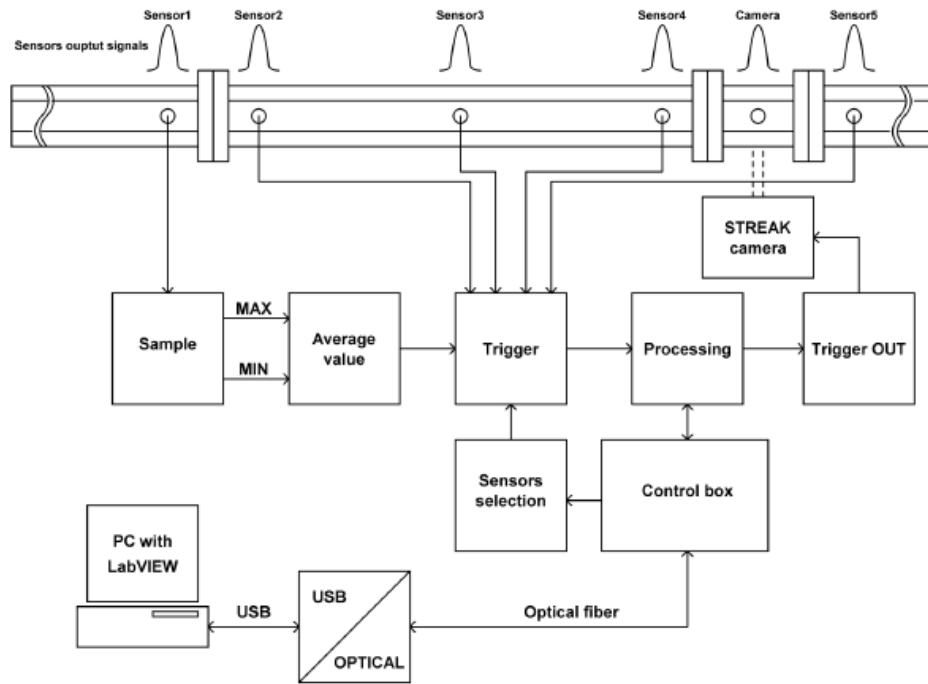 Sensor1
Sensor2
Sensor3
Sensor4
Camera
Sensor5
Sensors ouptut signals
STREAK
camera
Sample
MAX
MIN
Average
value
Trigger
Processing
Trigger OUT
Sensors
selection
Control box
PC with
LabVIEW
USB
USB
OPTICAL
Optical fiber